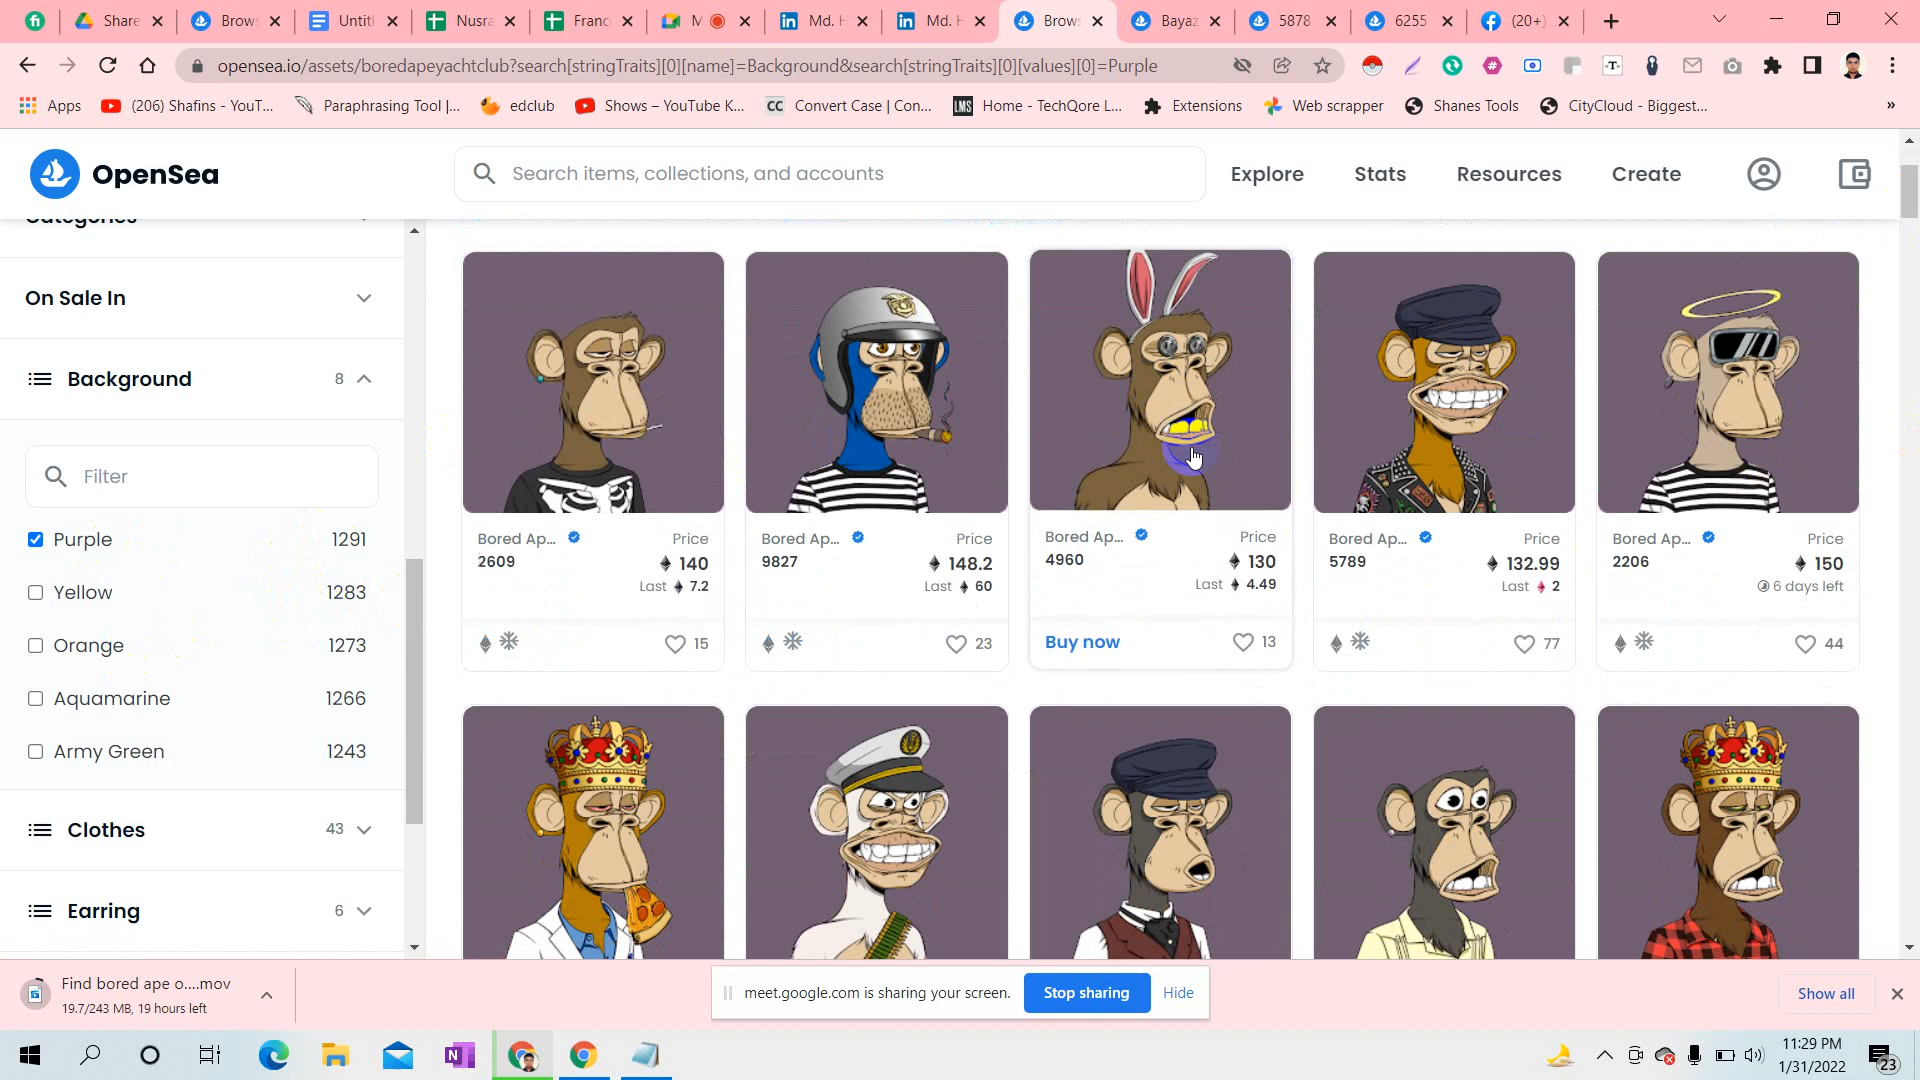 Share
Brows
Untitl
Nusra
Franc
M
Md. H
Md. H
Brows
Bayaz
5878
6255
(20+)
opensea.io/assets/boredapeyachtclub?search[stringTraits][0][name]=Background&search[stringTraits][0][values][0]=Purple
Apps
(206) Shafins - YouT...
Paraphrasing Tool |...
edclub
Shows – YouTube K...
CC Convert Case | Con...
LMS Home - TechQore L...
Extensions
Web scrapper
Shanes Tools
CityCloud - Biggest...
»
OpenSea
Search items, collections, and accounts
Explore
Stats
Resources
Create
Categories
On Sale In
Background 8
Filter
Purple 1291
Yellow 1283
Orange 1273
Aquamarine 1266
Army Green 1243
Clothes 43
Earring 6
Bored Ap... Price
2609 140
Last 7.2
15
Bored Ap... Price
9827 148.2
Last 60
23
Bored Ap... Price
4960 130
Last 4.49
Buy now 13
Bored Ap... Price
5789 132.99
Last 2
77
Bored Ap... Price
2206 150
6 days left
44
Find bored ape o....mov
19.7/243 MB, 19 hours left
meet.google.com is sharing your screen.
Stop sharing
Hide
Show all
11:29 PM
1/31/2022
23